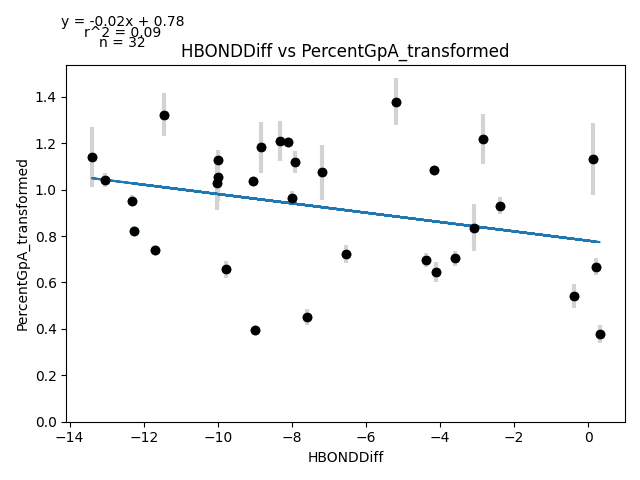 y = -0.02x + 0.78
r^2 = 0.09
n = 32
HBONDDiff vs PercentGpA_transformed
PercentGpA_transformed
1.4
1.2
1.0
0.8
0.6
0.4
0.2
0.0
−14 −12 −10 −8 −6 −4 −2 0
HBONDDiff